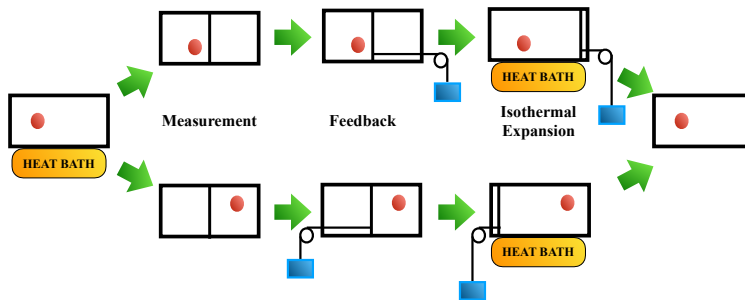 HEAT BATH
Measurement
Feedback
HEAT BATH
Isothermal
Expansion
HEAT BATH